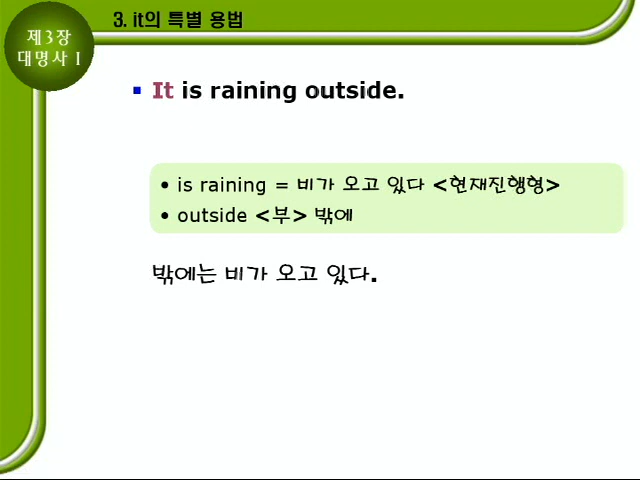 제3장
대명사 I
3. it의 특별 용법
▪ It is raining outside.
• is raining = 비가 오고 있다 <현재진행형>
• outside <부> 밖에
밖에는 비가 오고 있다.